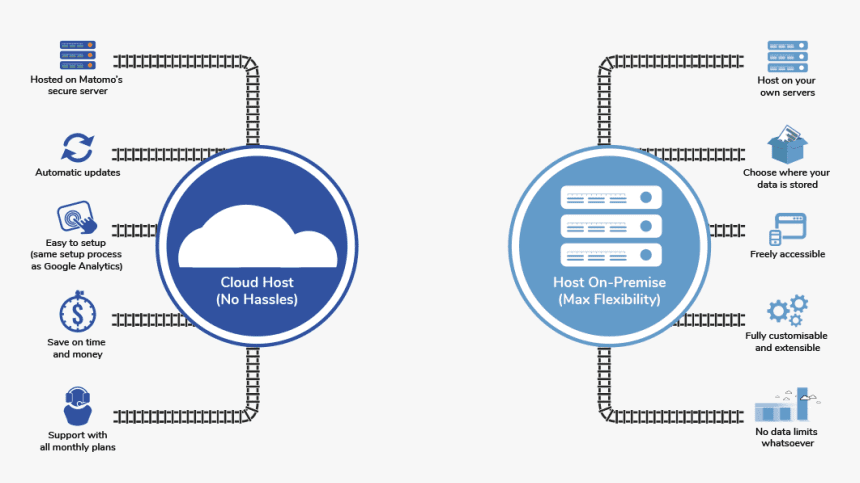 Hosted on Matomo's
secure server
Automatic updates
Easy to setup
(same setup process
as Google Analytics)
Save on time
and money
Support with
all monthly plans
Cloud Host
(No Hassles)
Host On-Premise
(Max Flexibility)
Host on your
own servers
Choose where your
data is stored
Freely accessible
Fully customisable
and extensible
No data limits
whatsoever